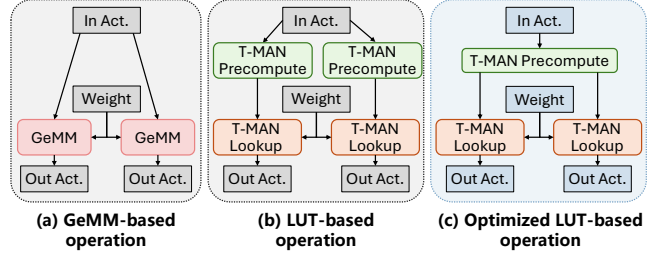 In Act.
Weight
GeMM
GeMM
Out Act.
Out Act.
(a) GeMM-based
operation
In Act.
T-MAN
Precompute
T-MAN
Precompute
Weight
T-MAN
Lookup
T-MAN
Lookup
Out Act.
Out Act.
(b) LUT-based
operation
In Act.
T-MAN Precompute
Weight
T-MAN
Lookup
T-MAN
Lookup
Out Act.
Out Act.
(c) Optimized LUT-based
operation